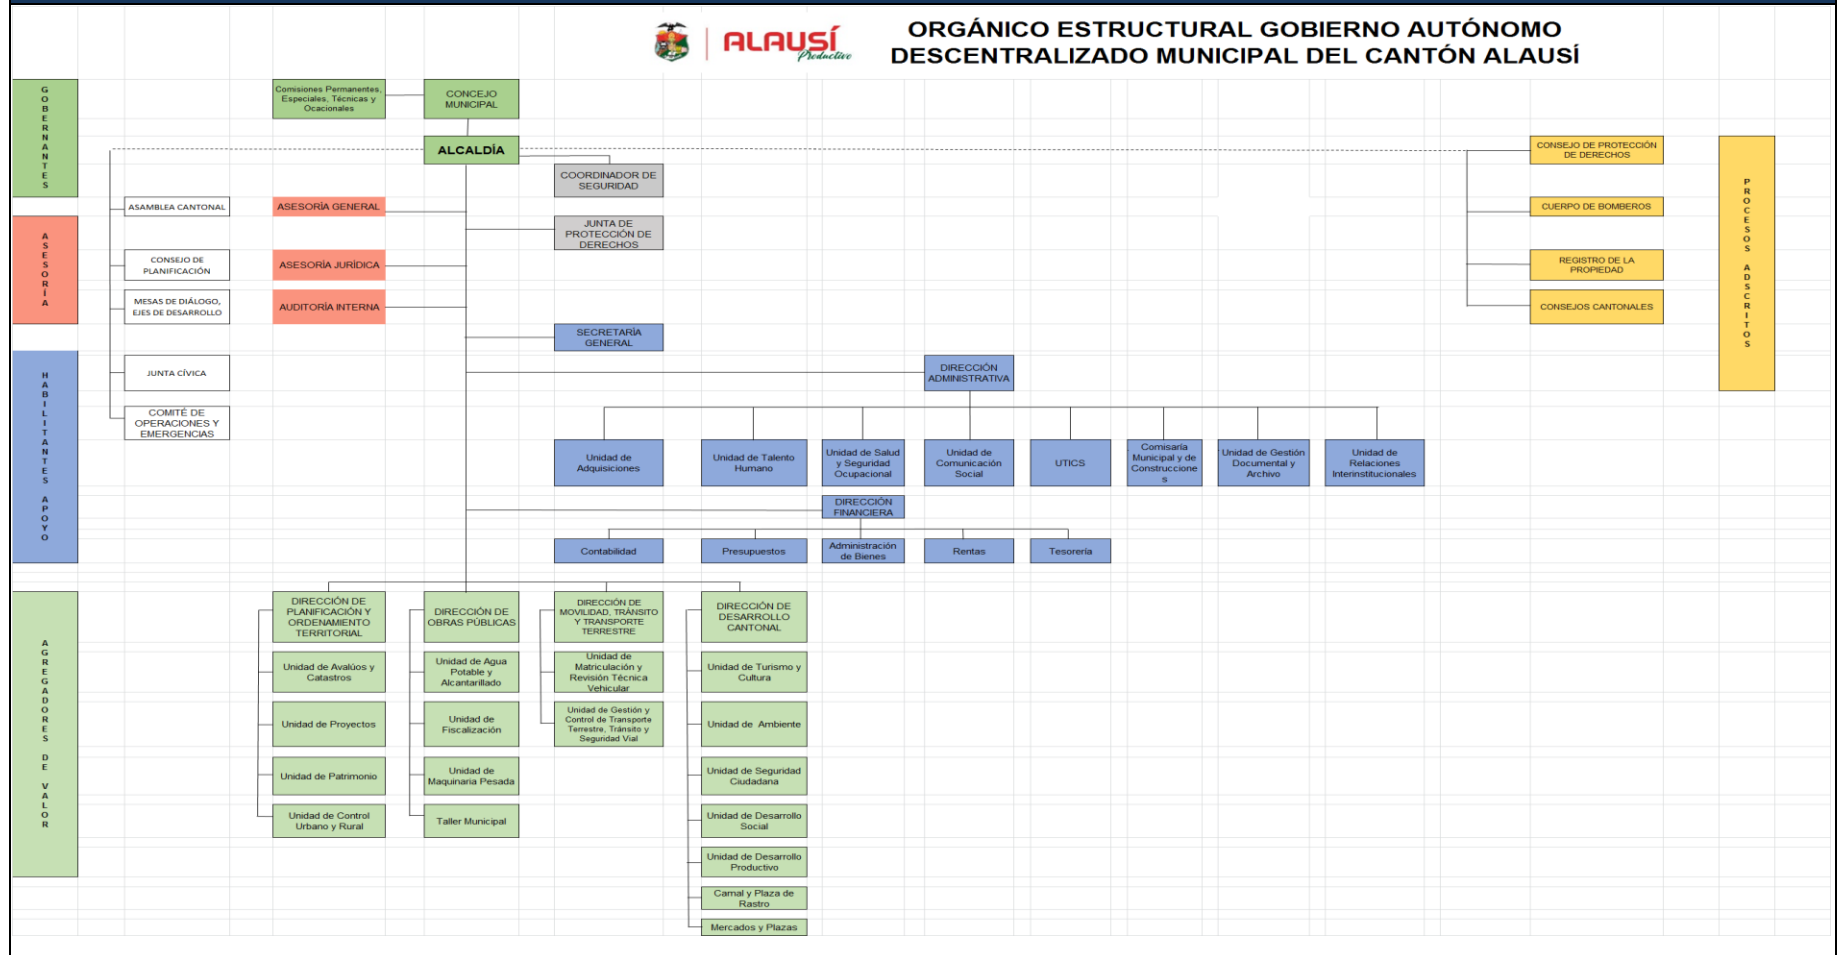 ALAUSÍ
Productivo
ORGÁNICO ESTRUCTURAL GOBIERNO AUTÓNOMO
DESCENTRALIZADO MUNICIPAL DEL CANTÓN ALAUSÍ
GOBERNANTES
Comisiones Permanentes,
Especiales, Técnicas y
Ocacionales
CONCEJO
MUNICIPAL
ALCALDÌA
COORDINADOR DE
SEGURIDAD
CONSEJO DE PROTECCIÓN
DE DERECHOS
PROCESOS ADSCRITOS
ASAMBLEA CANTONAL
ASESORÍA GENERAL
CUERPO DE BOMBEROS
ASESORÍA
JUNTA DE
PROTECCIÓN DE
DERECHOS
CONSEJO DE
PLANIFICACIÓN
ASESORÍA JURÍDICA
REGISTRO DE LA
PROPIEDAD
MESAS DE DIÁLOGO,
EJES DE DESARROLLO
AUDITORÍA INTERNA
CONSEJOS CANTONALES
SECRETARÍA
GENERAL
HABILITANTES APOYO
JUNTA CÍVICA
DIRECCIÓN
ADMINISTRATIVA
COMITÉ DE
OPERACIONES Y
EMERGENCIAS
Unidad de
Adquisiciones
Unidad de Talento
Humano
Unidad de Salud
y Seguridad
Ocupacional
Unidad de
Comunicación
Social
UTICS
Comisaría
Municipal y de
Construccione
s
Unidad de Gestión
Documental y
Archivo
Unidad de
Relaciones
Interinstitucionales
DIRECCIÓN
FINANCIERA
Contabilidad
Presupuestos
Administración
de Bienes
Rentas
Tesorería
AGREGADORES DE VALOR
DIRECCIÓN DE
PLANIFICACIÓN Y
ORDENAMIENTO
TERRITORIAL
DIRECCIÓN DE
OBRAS PÚBLICAS
DIRECCIÓN DE
MOVILIDAD, TRÁNSITO
Y TRANSPORTE
TERRESTRE
DIRECCIÓN DE
DESARROLLO
CANTONAL
Unidad de Avalúos y
Catastros
Unidad de Agua
Potable y
Alcantarillado
Unidad de
Matriculación y
Revisión Técnica
Vehicular
Unidad de Turismo y
Cultura
Unidad de Proyectos
Unidad de
Fiscalización
Unidad de Gestión y
Control de Transporte
Terrestre, Tránsito y
Seguridad Vial
Unidad de Ambiente
Unidad de Patrimonio
Unidad de
Maquinaria Pesada
Unidad de Seguridad
Ciudadana
Unidad de Control
Urbano y Rural
Taller Municipal
Unidad de Desarrollo
Social
Unidad de Desarrollo
Productivo
Camal y Plaza de
Rastro
Mercados y Plazas